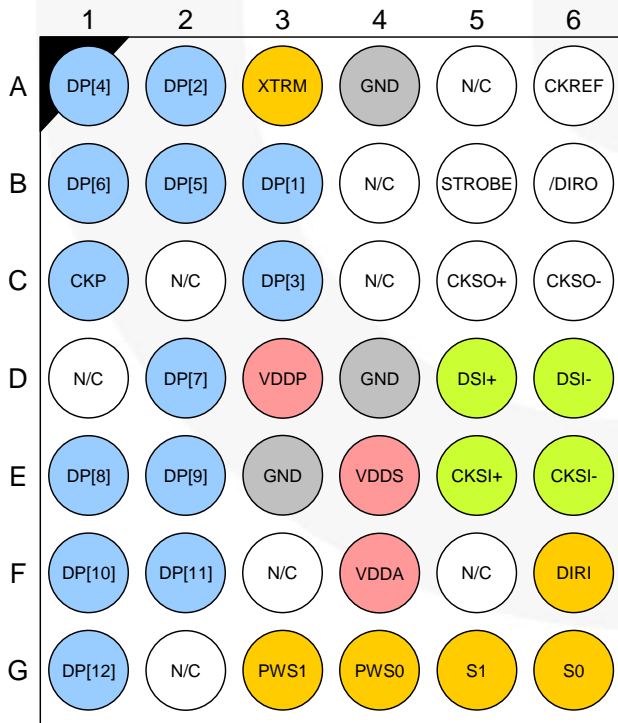 1 2 3 4 5 6
A DP[4] DP[2] XTRM GND N/C CKREF
B DP[6] DP[5] DP[1] N/C STROBE /DIRO
C CKP N/C DP[3] N/C CKSO+ CKSO-
D N/C DP[7] VDDP GND DSI+ DSI-
E DP[8] DP[9] GND VDDS CKSI+ CKSI-
F DP[10] DP[11] N/C VDDA N/C DIRI
G DP[12] N/C PWS1 PWS0 S1 S0